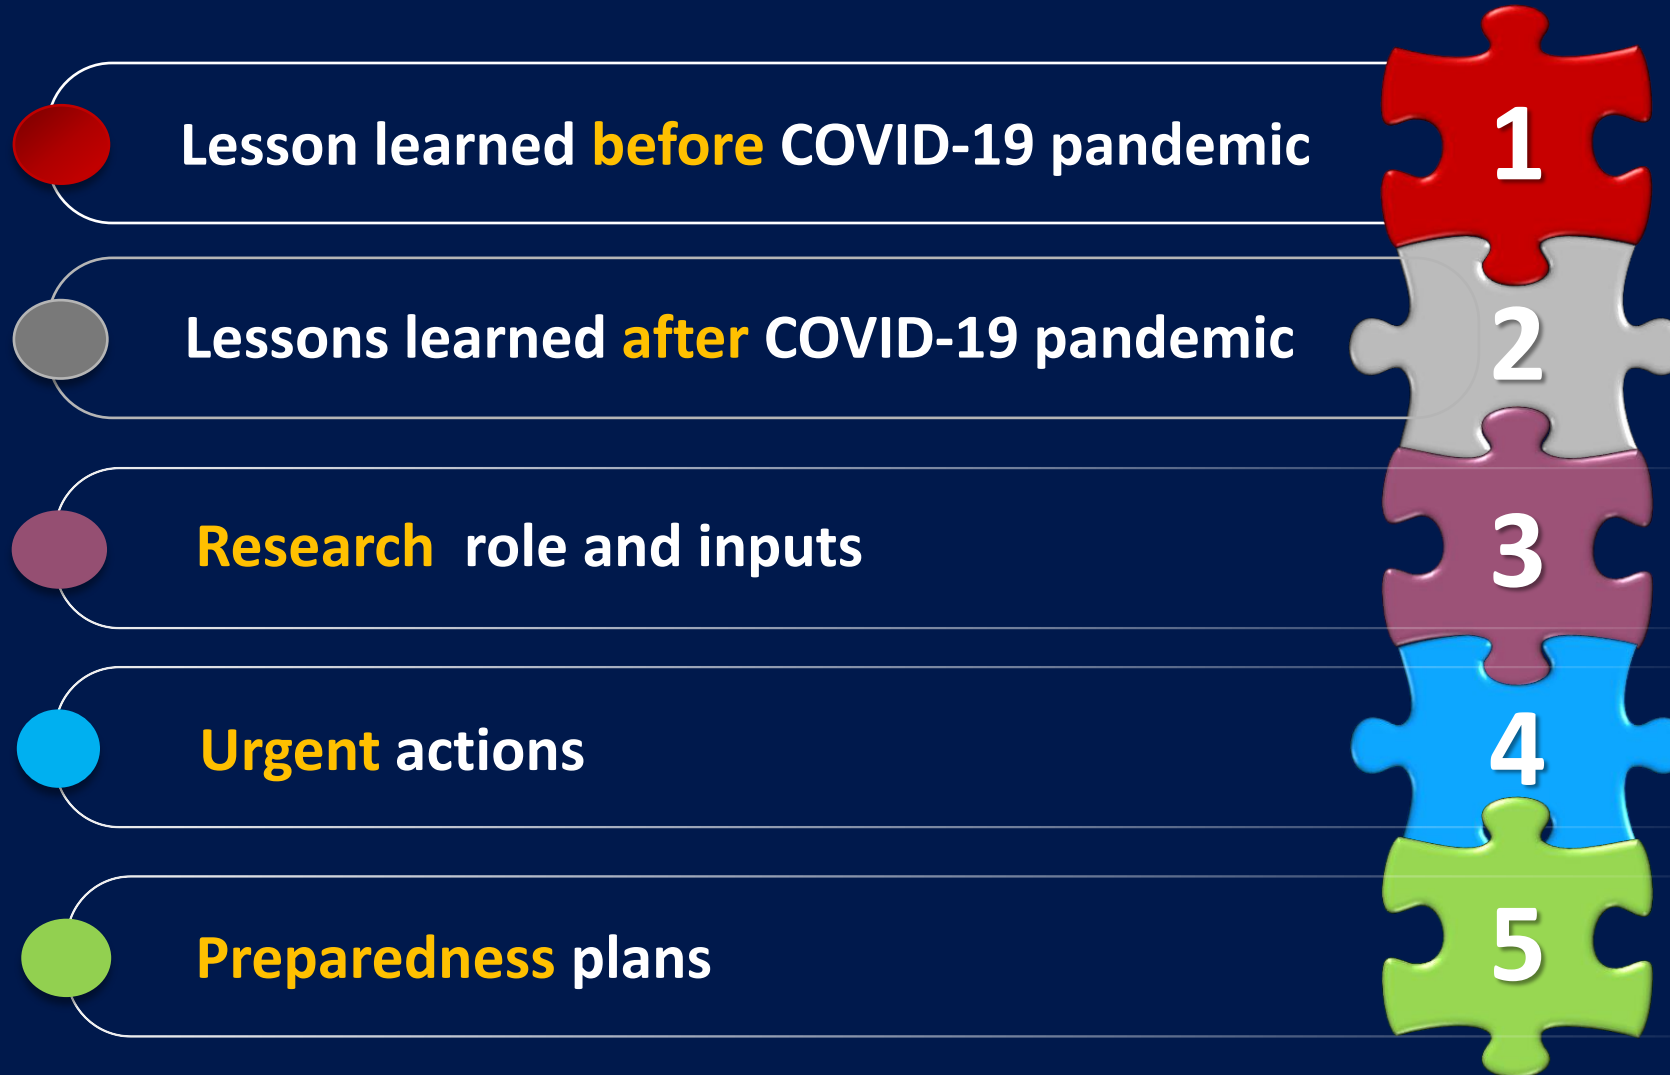 Lesson learned before COVID-19 pandemic 1
Lessons learned after COVID-19 pandemic 2
Research role and inputs 3
Urgent actions 4
Preparedness plans 5